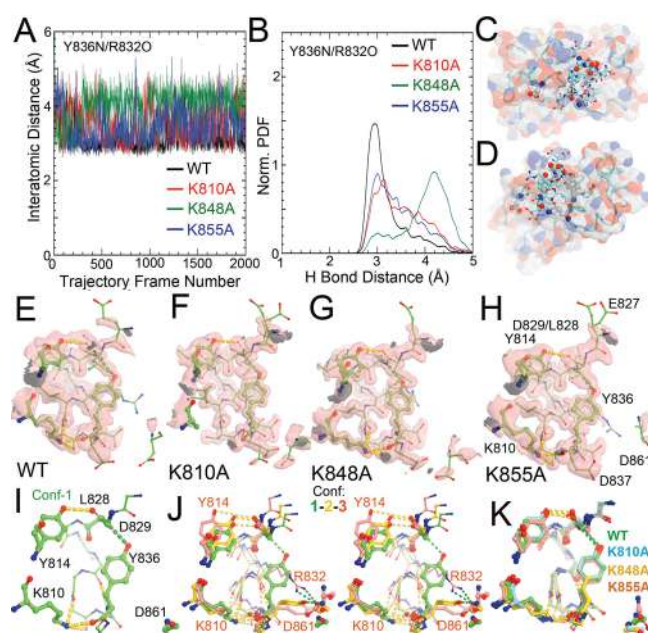 A
Y836N/R832O
6
4
2
0
Interatomic Distance (Å)
WT
K810A
K848A
K855A
0 500 1000 1500 2000
Trajectory Frame Number
B
Y836N/R832O
2
1
0
Norm. PDF
WT
K810A
K848A
K855A
1 2 3 4 5
H Bond Distance (Å)
C
D
E
WT
F
K810A
G
K848A
H
E827
D829/L828
Y814
Y836
K810
D861
D837
K855A
I
Conf-1
L828
D829
Y836
Y814
K810
D861
J
Conf:
1-2-3
Y814
R832
K810
D861
Y814
R832
K810
D861
K
WT
K810A
K848A
K855A